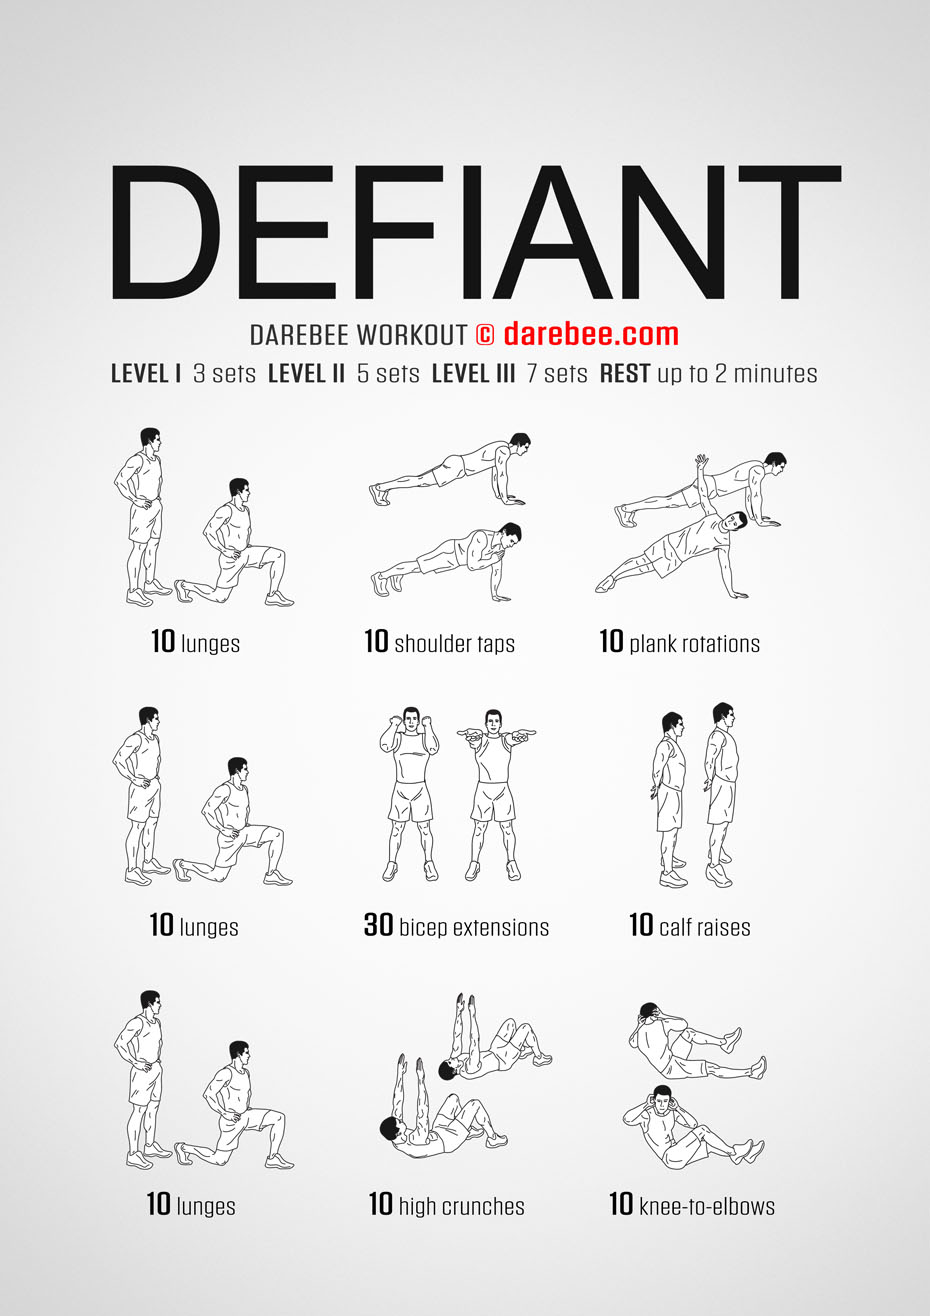 DEFIANT
DAREBEE WORKOUT © darebee.com
LEVEL I 3 sets LEVEL II 5 sets LEVEL III 7 sets REST up to 2 minutes
10 lunges
10 shoulder taps
10 plank rotations
10 lunges
30 bicep extensions
10 calf raises
10 lunges
10 high crunches
10 knee-to-elbows